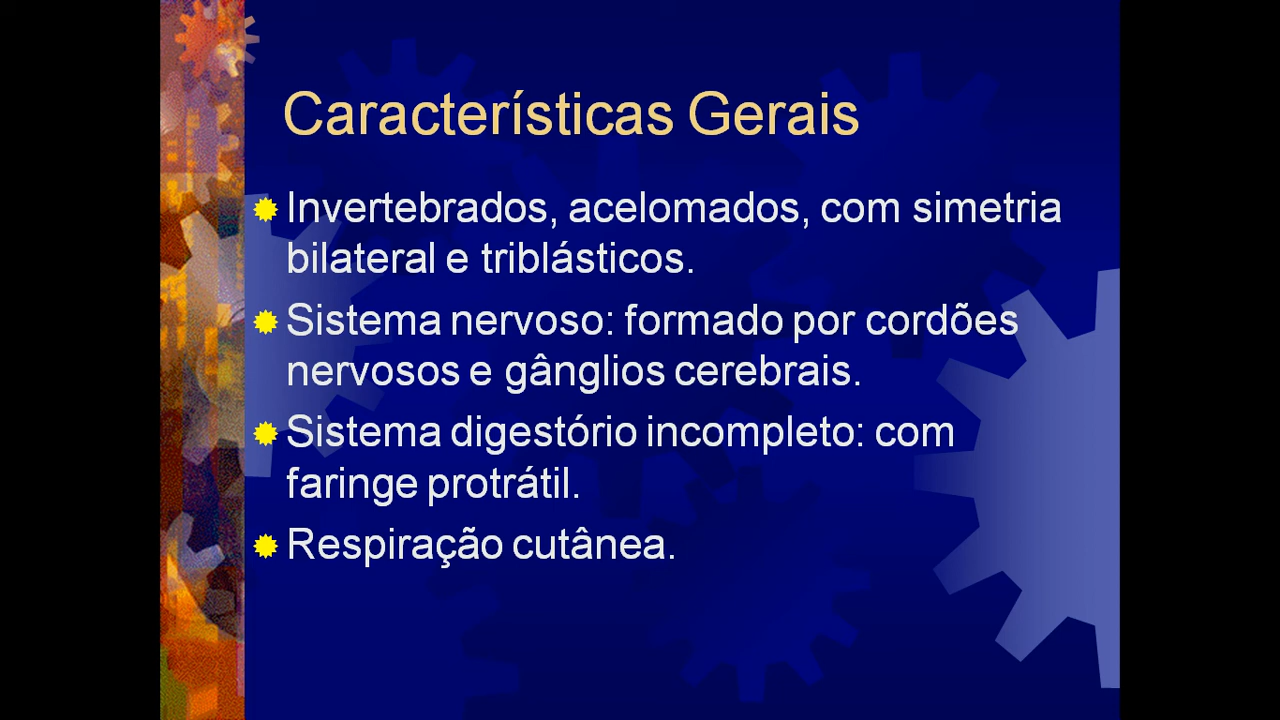 Características Gerais
Invertebrados, acelomados, com simetria
bilateral e triblásticos.
Sistema nervoso: formado por cordões
nervosos e gânglios cerebrais.
Sistema digestório incompleto: com
faringe protrátil.
Respiração cutânea.